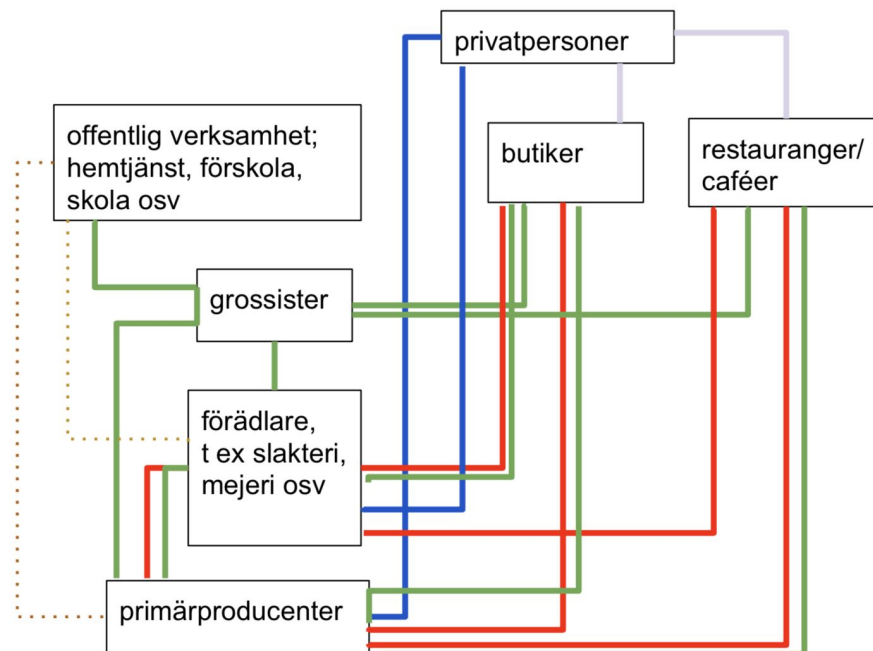 privatpersoner
offentlig verksamhet;
hemtjänst, förskola,
skola osv
butiker
restauranger/
caféer
grossister
förädlare,
t ex slakteri,
mejeri osv
primärproducenter